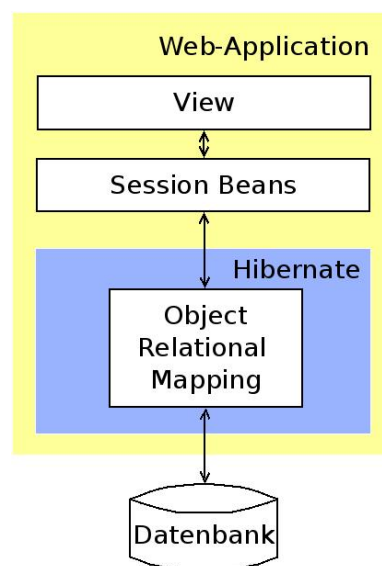 Web-Application
View
Session Beans
Hibernate
Object
Relational
Mapping
Datenbank